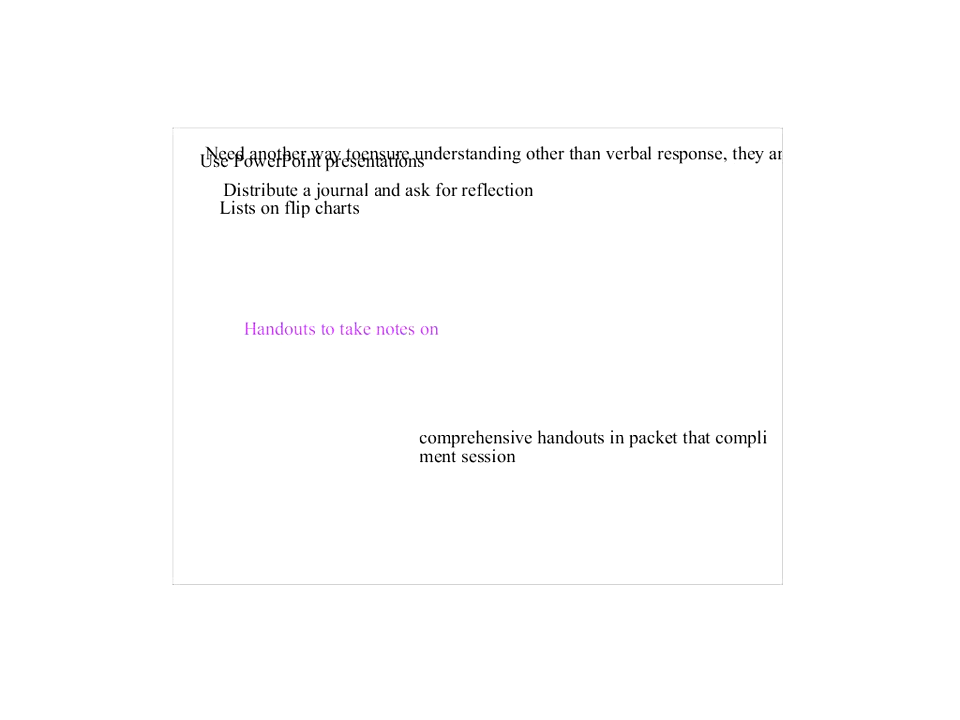 Need another way toensure understanding other than verbal response, they ar
Use PowerPoint presentations
Distribute a journal and ask for reflection
Lists on flip charts
Handouts to take notes on
comprehensive handouts in packet that compli
ment session